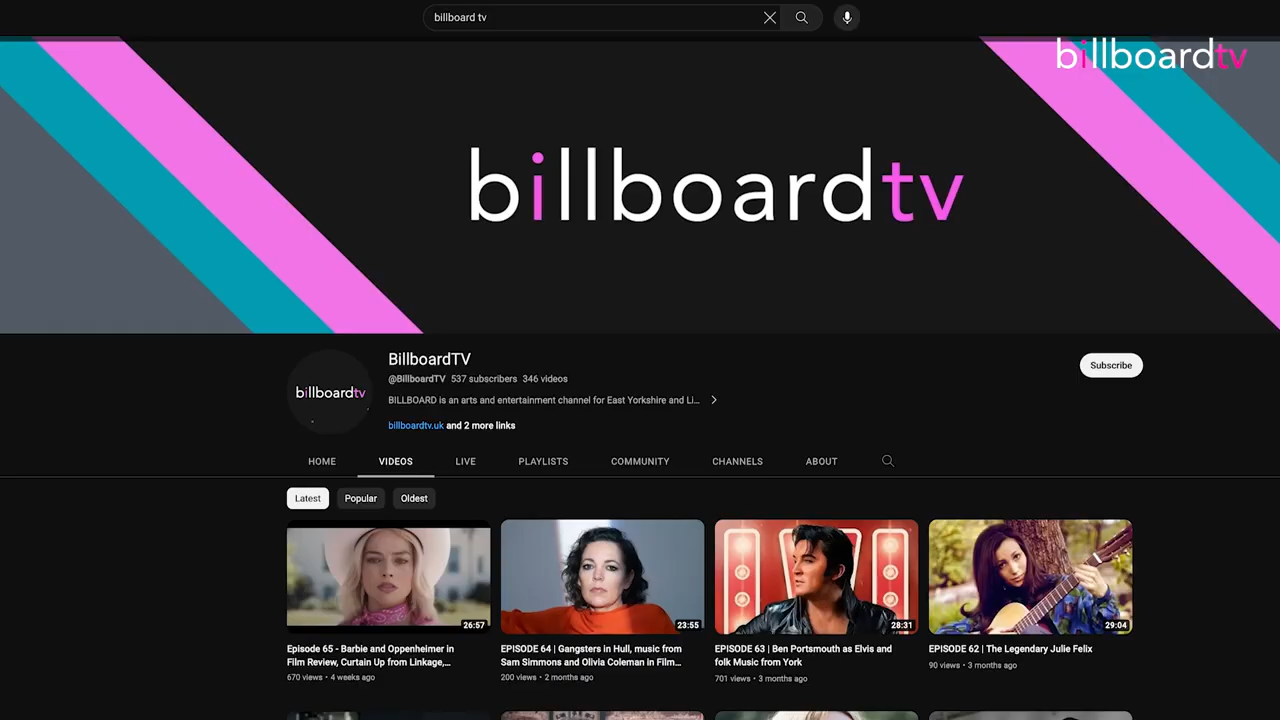 billboard tv
billboardtv
billboardtv
BillboardTV
@BillboardTV 537 subscribers 346 videos
billboardtv
BILLBOARD is an arts and entertainment channel for East Yorkshire and Li...
billboardtv.uk and 2 more links
Subscribe
HOME VIDEOS LIVE PLAYLISTS COMMUNITY CHANNELS ABOUT
Latest Popular Oldest
26:57 23:55 28:31 29:04
Episode 65 - Barbie and Oppenheimer in
Film Review, Curtain Up from Linkage,...
670 views • 4 weeks ago
EPISODE 64 | Gangsters in Hull, music from
Sam Simmons and Olivia Coleman in Film...
200 views • 2 months ago
EPISODE 63 | Ben Portsmouth as Elvis and
folk Music from York
701 views • 3 months ago
EPISODE 62 | The Legendary Julie Felix
90 views • 3 months ago